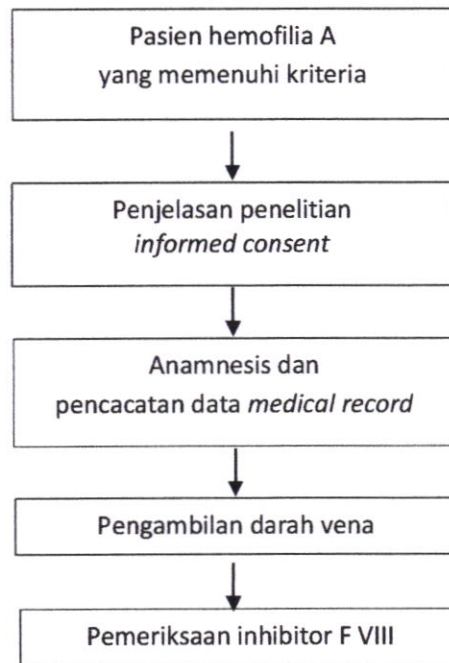 Pasien hemofilia A
yang memenuhi kriteria
Penjelasan penelitian
informed consent
Anamnesis dan
pencacatan data medical record
Pengambilan darah vena
Pemeriksaan inhibitor F VIII